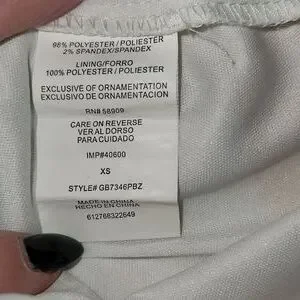 98% POLYESTER / POLIESTER
2% SPANDEX/SPANDEX
LINING/FORRO
100% POLYESTER / POLIESTER
EXCLUSIVE OF ORNAMENTATION
EXCLUSIVO DE ORNAMENTACION
RN# 58909
CARE ON REVERSE
VER AL DORSO
PARA CUIDADO
IMP#40600
XS
STYLE# GB7346PBZ
MADE IN CHINA
HECHO EN CHINA
612768322649